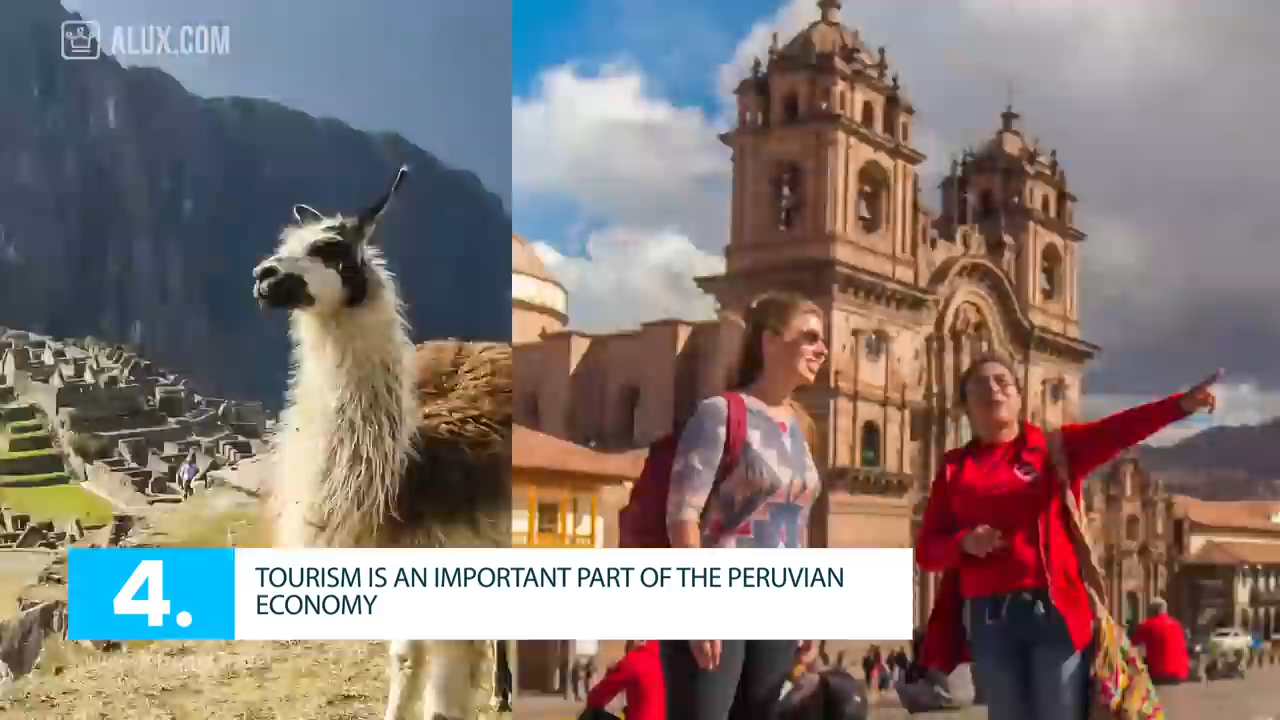 ALUX.COM
4.
TOURISM IS AN IMPORTANT PART OF THE PERUVIAN
ECONOMY